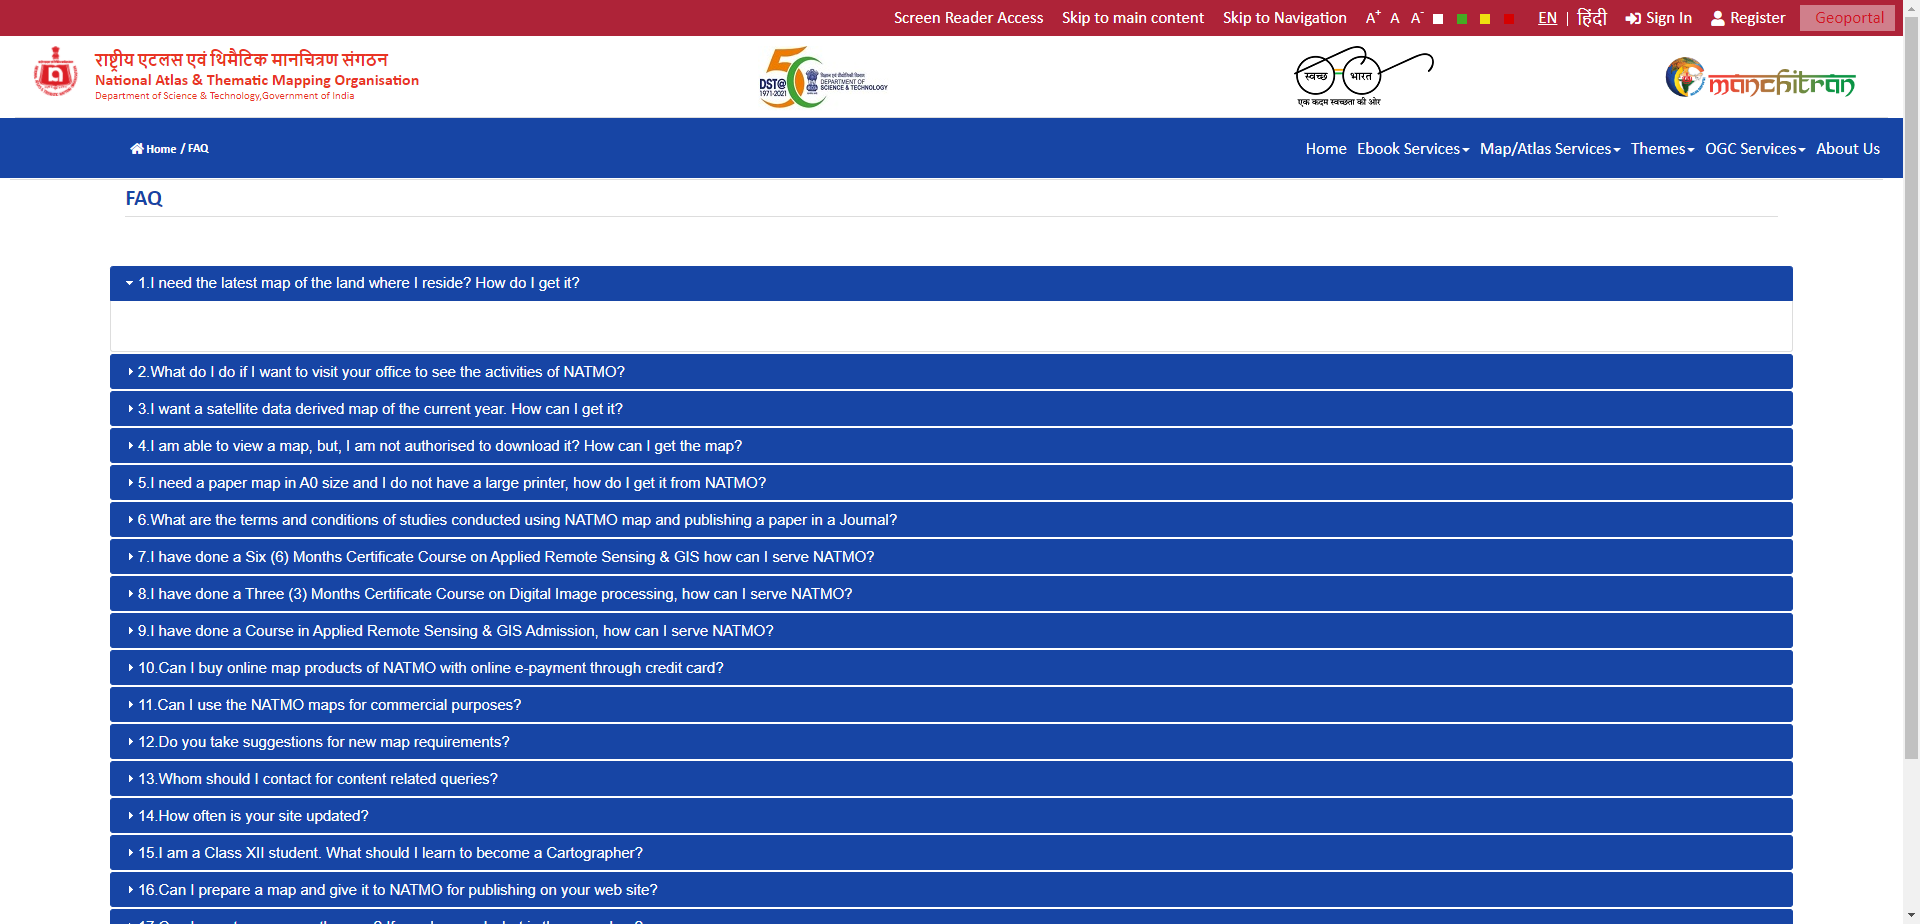 Screen Reader Access Skip to main content Skip to Navigation A+ A A- EN | हिंदी Sign In Register Geoportal
राष्ट्रीय एटलस एवं थिमैटिक मानचित्रण संगठन
National Atlas & Thematic Mapping Organisation
Department of Science & Technology,Government of India
50
DST@
1971-2021
विज्ञान एवं प्रौद्योगिकी विभाग
DEPARTMENT OF
SCIENCE & TECHNOLOGY
स्वच्छ भारत
एक कदम स्वच्छता की ओर
manchitran
Home / FAQ
Home Ebook Services Map/Atlas Services Themes OGC Services About Us
FAQ
1.I need the latest map of the land where I reside? How do I get it?
2.What do I do if I want to visit your office to see the activities of NATMO?
3.I want a satellite data derived map of the current year. How can I get it?
4.I am able to view a map, but, I am not authorised to download it? How can I get the map?
5.I need a paper map in A0 size and I do not have a large printer, how do I get it from NATMO?
6.What are the terms and conditions of studies conducted using NATMO map and publishing a paper in a Journal?
7.I have done a Six (6) Months Certificate Course on Applied Remote Sensing & GIS how can I serve NATMO?
8.I have done a Three (3) Months Certificate Course on Digital Image processing, how can I serve NATMO?
9.I have done a Course in Applied Remote Sensing & GIS Admission, how can I serve NATMO?
10.Can I buy online map products of NATMO with online e-payment through credit card?
11.Can I use the NATMO maps for commercial purposes?
12.Do you take suggestions for new map requirements?
13.Whom should I contact for content related queries?
14.How often is your site updated?
15.I am a Class XII student. What should I learn to become a Cartographer?
16.Can I prepare a map and give it to NATMO for publishing on your web site?